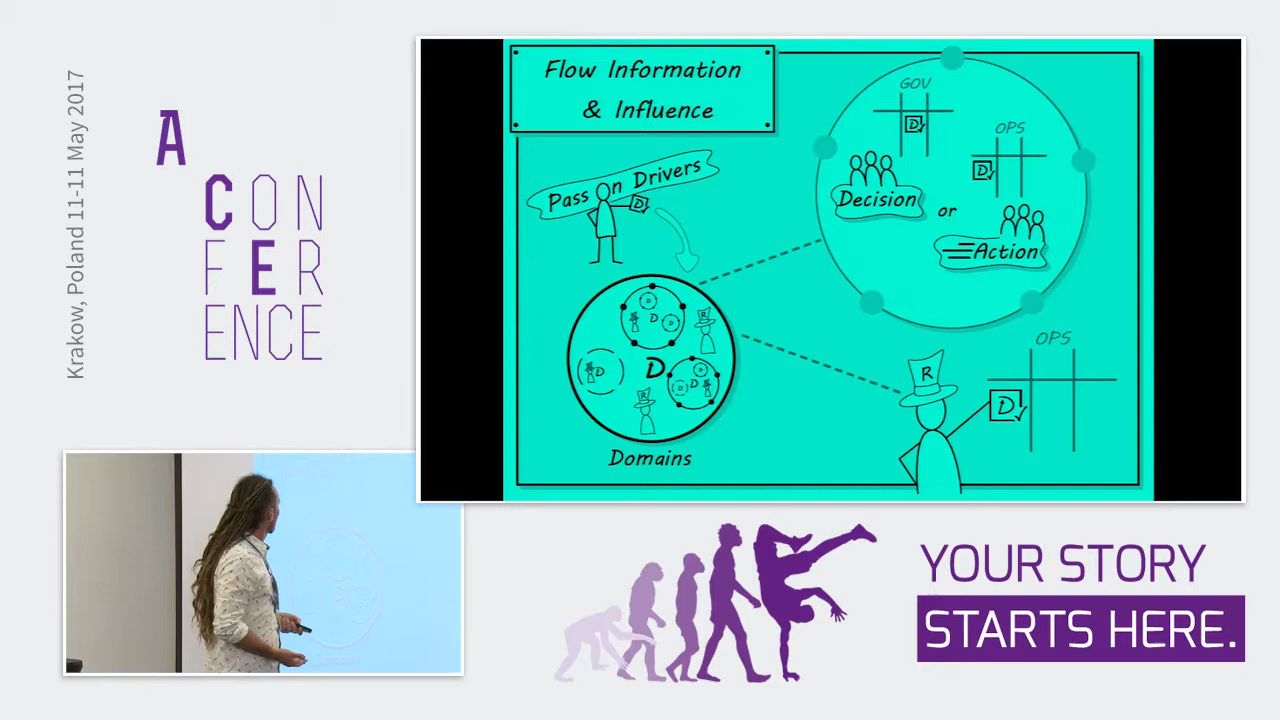 Krakow, Poland 11-11 May 2017
A
CON
FER
ENCE
Flow Information
& Influence
Pass On Drivers
D
GOV
D
OPS
D
Decision
or
Action
D
D
D
R
D
D
D
D
R
Domains
R
OPS
D
YOUR STORY
STARTS HERE.